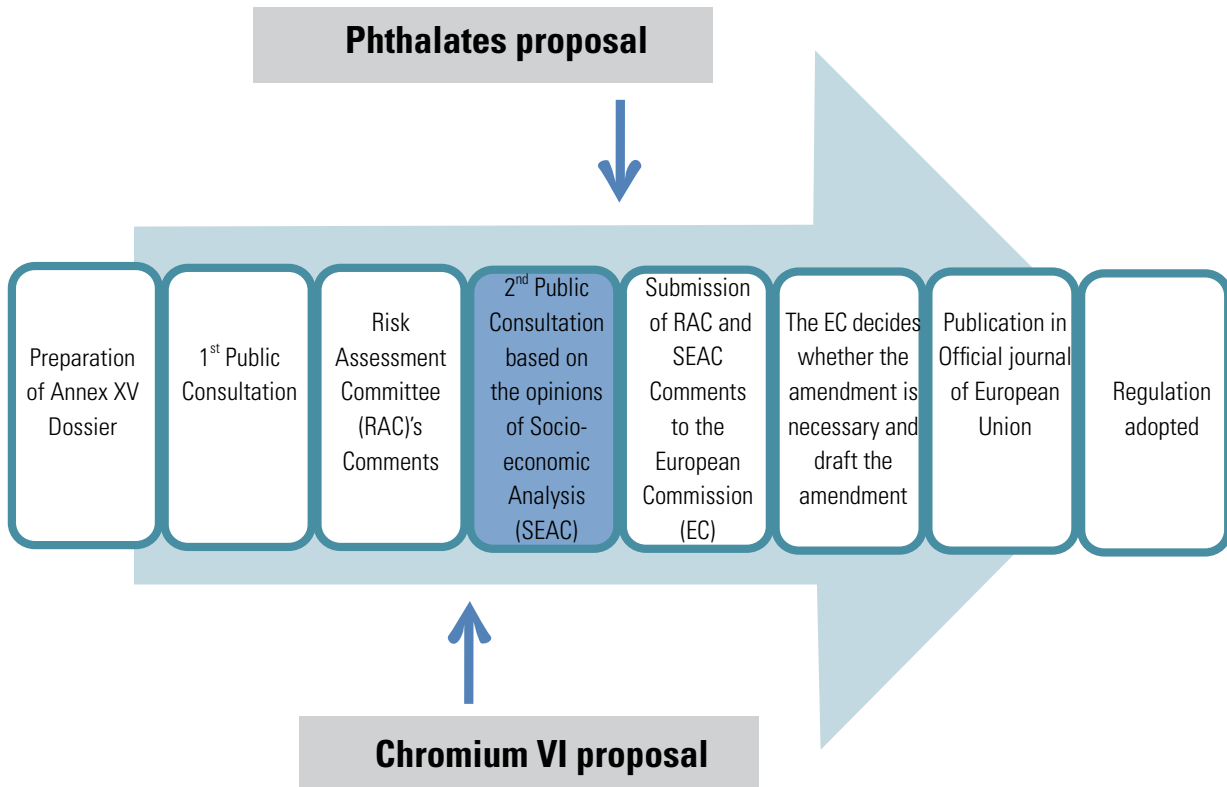 Phthalates proposal
Preparation
of Annex XV
Dossier
1st Public
Consultation
Risk
Assessment
Committee
(RAC)'s
Comments
2nd Public
Consultation
based on
the opinions
of Socio-
economic
Analysis
(SEAC)
Submission
of RAC and
SEAC
Comments
to the
European
Commission
(EC)
The EC decides
whether the
amendment is
necessary and
draft the
amendment
Publication in
Official journal
of European
Union
Regulation
adopted
Chromium VI proposal